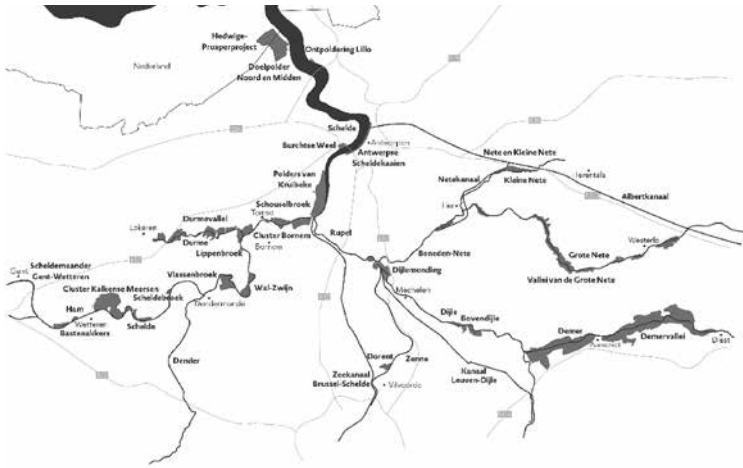 Hedwige-
Prosperproject
Ontpoldering Lillo
Nederland
Doelpolder
Noord en Midden
Schelde
Antwerpen
Burchtse Weel
Antwerpse
Scheldekaaien
Nete en Kleine Nete
Polders van
Kruibeke
Netekanaal
Kleine Nete
Herentals
Schouselbroek
Albertkanaal
Lier
Durmevallei
Temse
Lokeren
Durme
Cluster Bornem
Rupel
Lippenbroek
Bornem
Beneden-Nete
Grote Nete
Westerlo
Scheldemeander
Gent-Wetteren
Gent
Vlassenbroek
Dijlemonding
Vallei van de Grote Nete
Cluster Kalkense Meersen
Scheldebroek
Wal-Zwijn
Mechelen
Ham
Dendermonde
Dijle
Bovendijle
Wetteren
Schelde
Bastenakkers
Demer
Demervallei
Diest
Aarschot
Dender
Dorent
Zenne
Zeekanaal
Brussel-Schelde
Vilvoorde
Kanaal
Leuven-Dijle